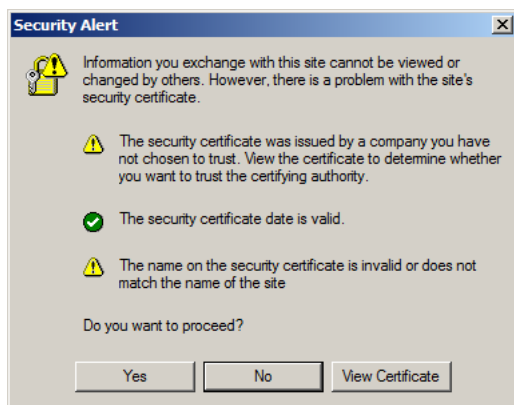 Security Alert
Information you exchange with this site cannot be viewed or
changed by others. However, there is a problem with the site's
security certificate.
The security certificate was issued by a company you have
not chosen to trust. View the certificate to determine whether
you want to trust the certifying authority.
The security certificate date is valid.
The name on the security certificate is invalid or does not
match the name of the site
Do you want to proceed?
Yes
No
View Certificate